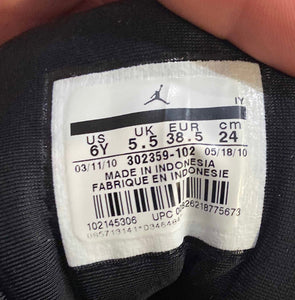 IY
US UK EUR cm
6Y 5.5 38.5 24
03/11/10 302359-102 05/18/10
MADE IN INDONESIA
FABRIQUE EN INDONESIE
102145306 UPC